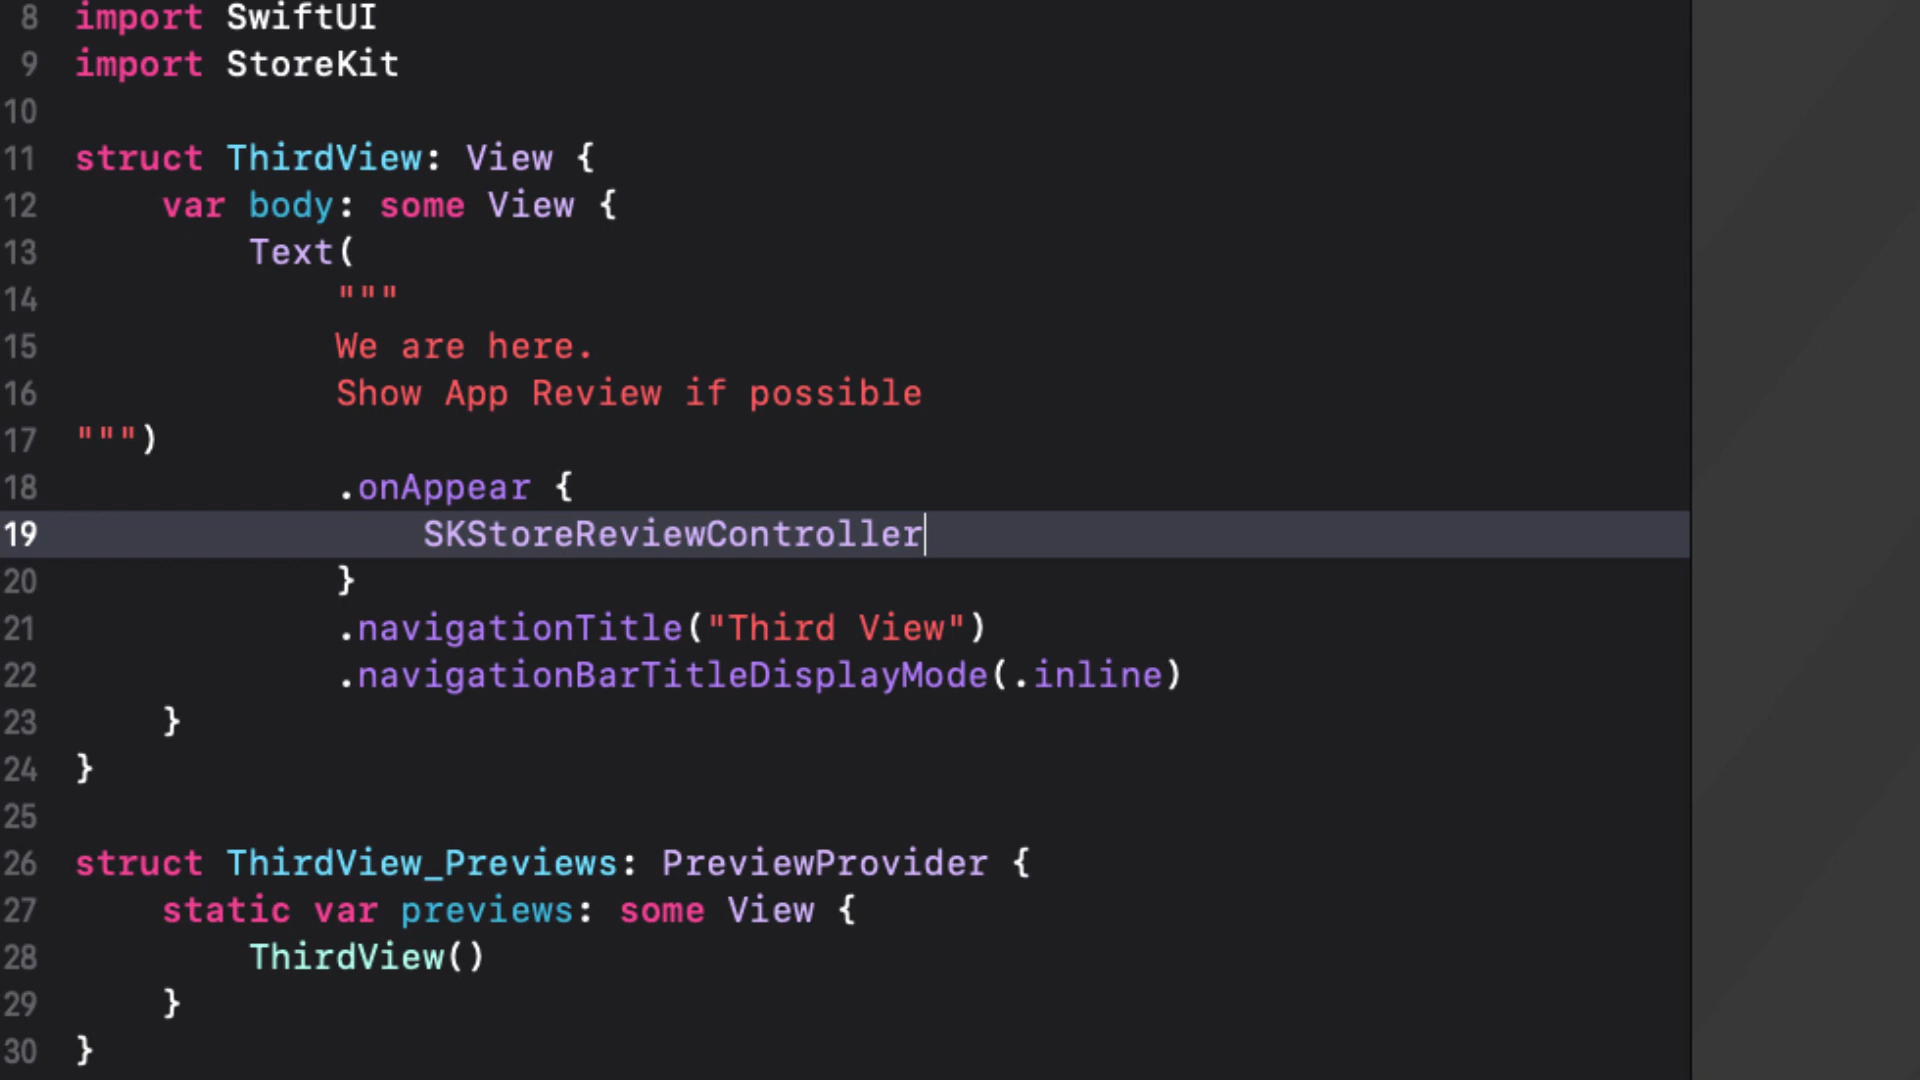 8 import SwiftUI
9 import StoreKit
10
11 struct ThirdView: View {
12 var body: some View {
13 Text(
14 """
15 We are here.
16 Show App Review if possible
17 """)
18 .onAppear {
19 SKStoreReviewController
20 }
21 .navigationTitle("Third View")
22 .navigationBarTitleDisplayMode(.inline)
23 }
24 }
25
26 struct ThirdView_Previews: PreviewProvider {
27 static var previews: some View {
28 ThirdView()
29 }
30 }